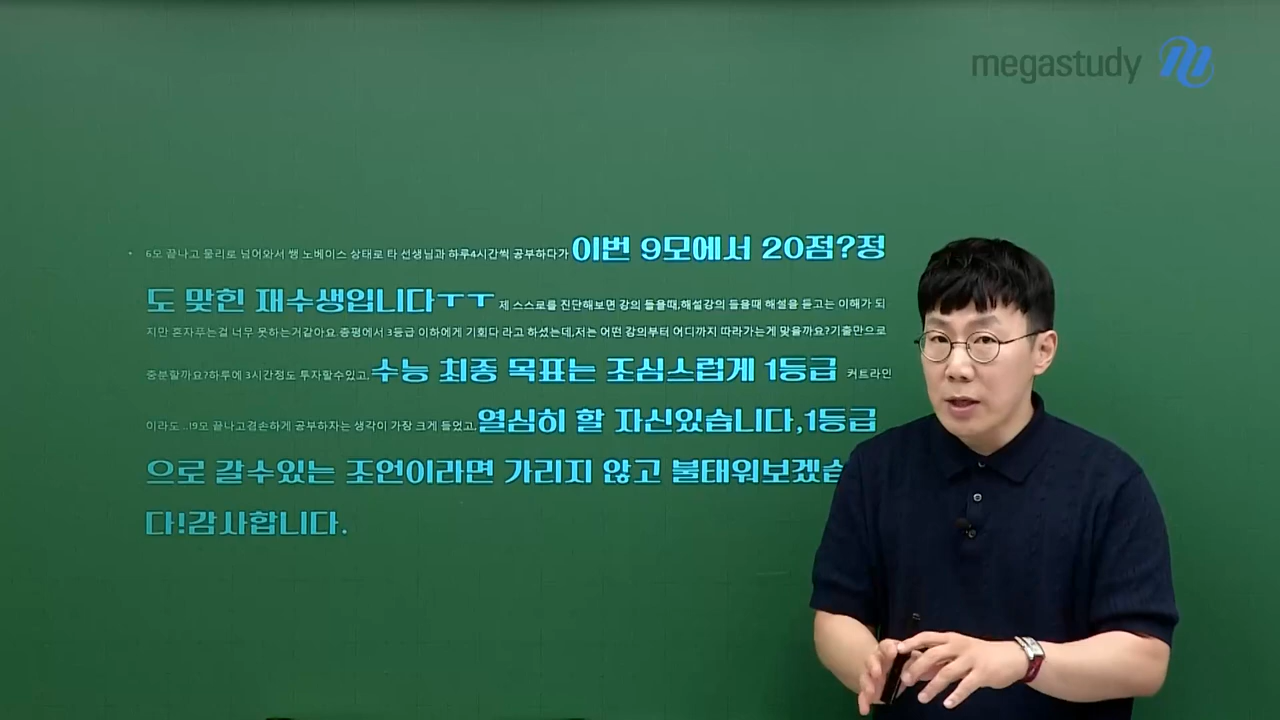 megastudy
6모 끝나고 물리로 넘어와서 쌩 노베이스 상태로 타 선생님과 하루4시간씩 공부하다가 이번 9모에서 20점?정
도 맞힌 재수생입니다ㅜㅜ 제 스스로를 진단해보면 강의 들을때,해설강의 들을때 해설을 듣고는 이해가 되
지만 혼자푸는걸 너무 못하는거같아요.총평에서 3등급 이하에게 기회다 라고 하셨는데,저는 어떤 강의부터 어디까지 따라가는게 맞을까요?기출만으로
충분할까요?하루에 3시간정도 투자할수있고,수능 최종 목표는 조심스럽게 1등급 커트라인
이라도 ..!9모 끝나고겸손하게 공부하자는 생각이 가장 크게 들었고,열심히 할 자신있습니다,1등급
으로 갈수있는 조언이라면 가리지 않고 불태워보겠습
다!감사합니다.